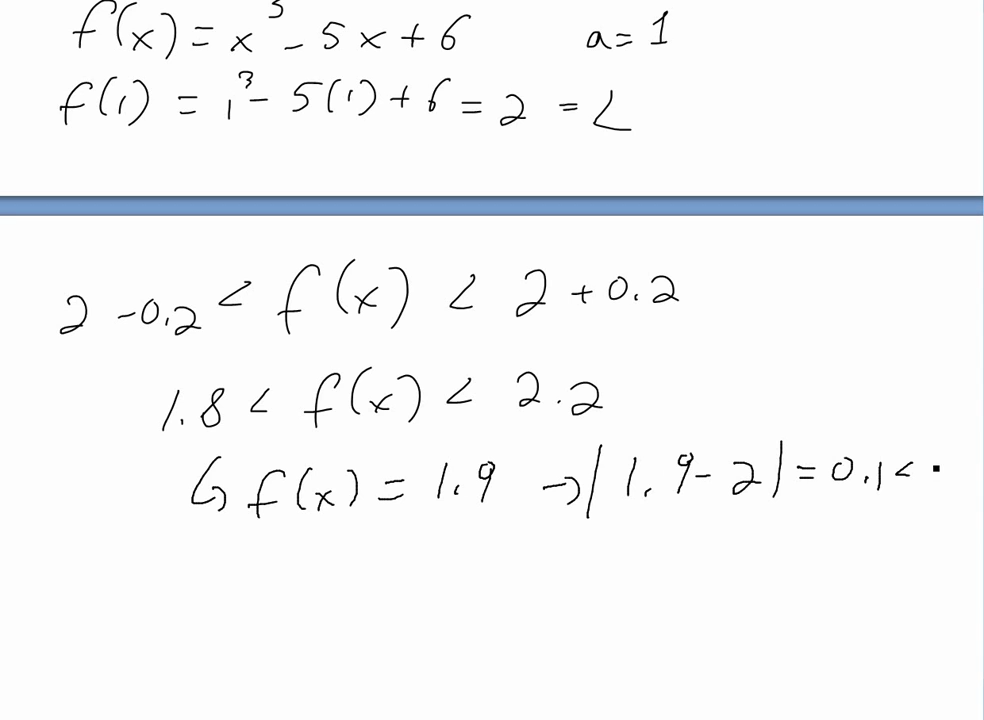 f(x) = x³ - 5x + 6 a = 1
f(1) = 1³ - 5(1) + 6 = 2 = L
2 - 0.2 < f(x) < 2 + 0.2
1.8 < f(x) < 2.2
↳ f(x) = 1.9 → |1.9 - 2| = 0.1 <